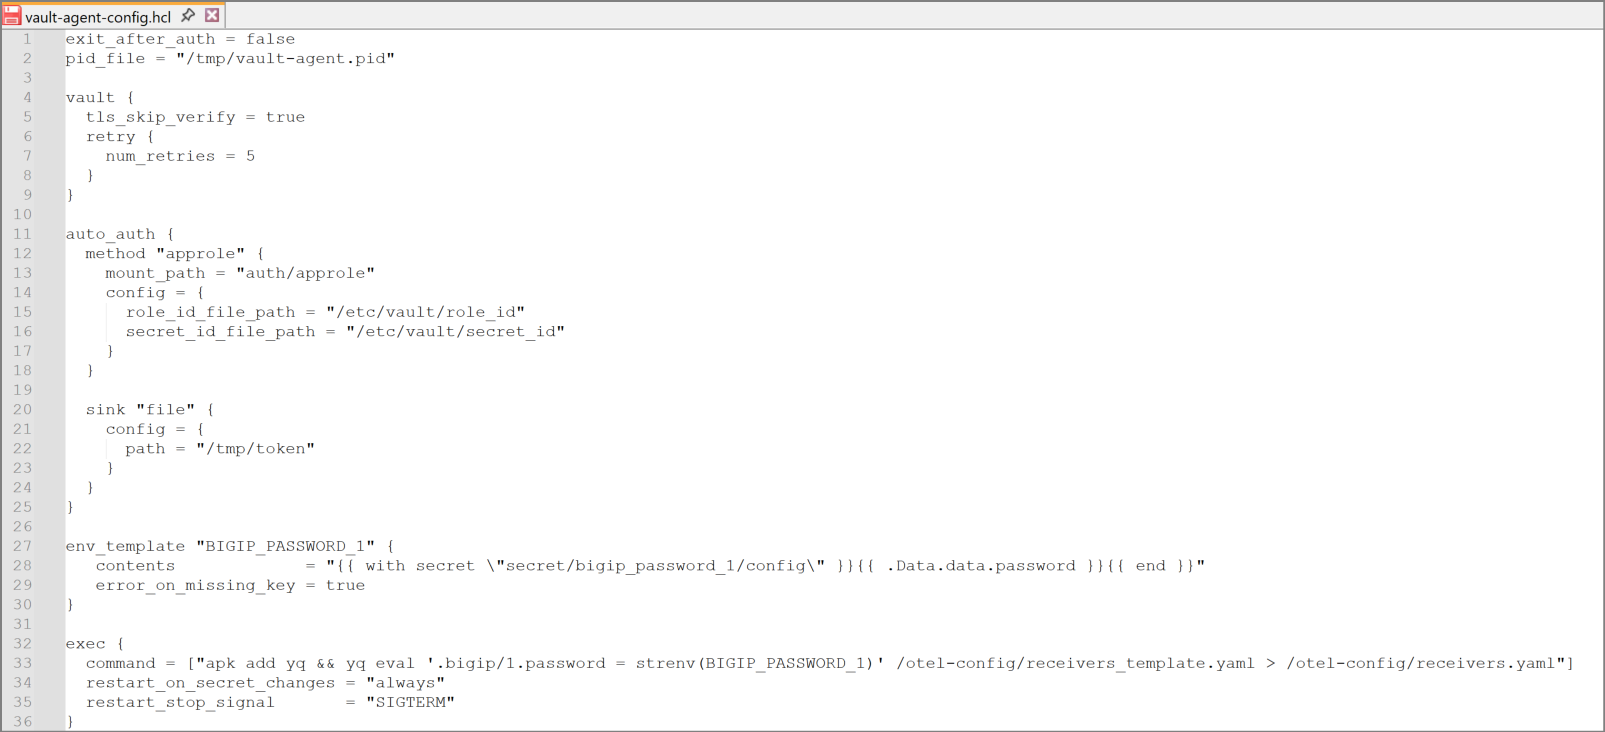 vault-agent-config.hcl
1 exit_after_auth = false
2 pid_file = "/tmp/vault-agent.pid"
3
4 vault {
5   tls_skip_verify = true
6   retry {
7     num_retries = 5
8   }
9 }
10
11 auto_auth {
12   method "approle" {
13     mount_path = "auth/approle"
14     config = {
15       role_id_file_path = "/etc/vault/role_id"
16       secret_id_file_path = "/etc/vault/secret_id"
17     }
18   }
19
20   sink "file" {
21     config = {
22       path = "/tmp/token"
23     }
24   }
25 }
26
27 env_template "BIGIP_PASSWORD_1" {
28    contents             = "{{ with secret \"secret/bigip_password_1/config\" }}{{ .Data.data.password }}{{ end }}"
29    error_on_missing_key = true
30 }
31
32 exec {
33   command = ["apk add yq && yq eval '.bigip/1.password = strenv(BIGIP_PASSWORD_1)' /otel-config/receivers_template.yaml > /otel-config/receivers.yaml"]
34   restart_on_secret_changes = "always"
35   restart_stop_signal       = "SIGTERM"
36 }